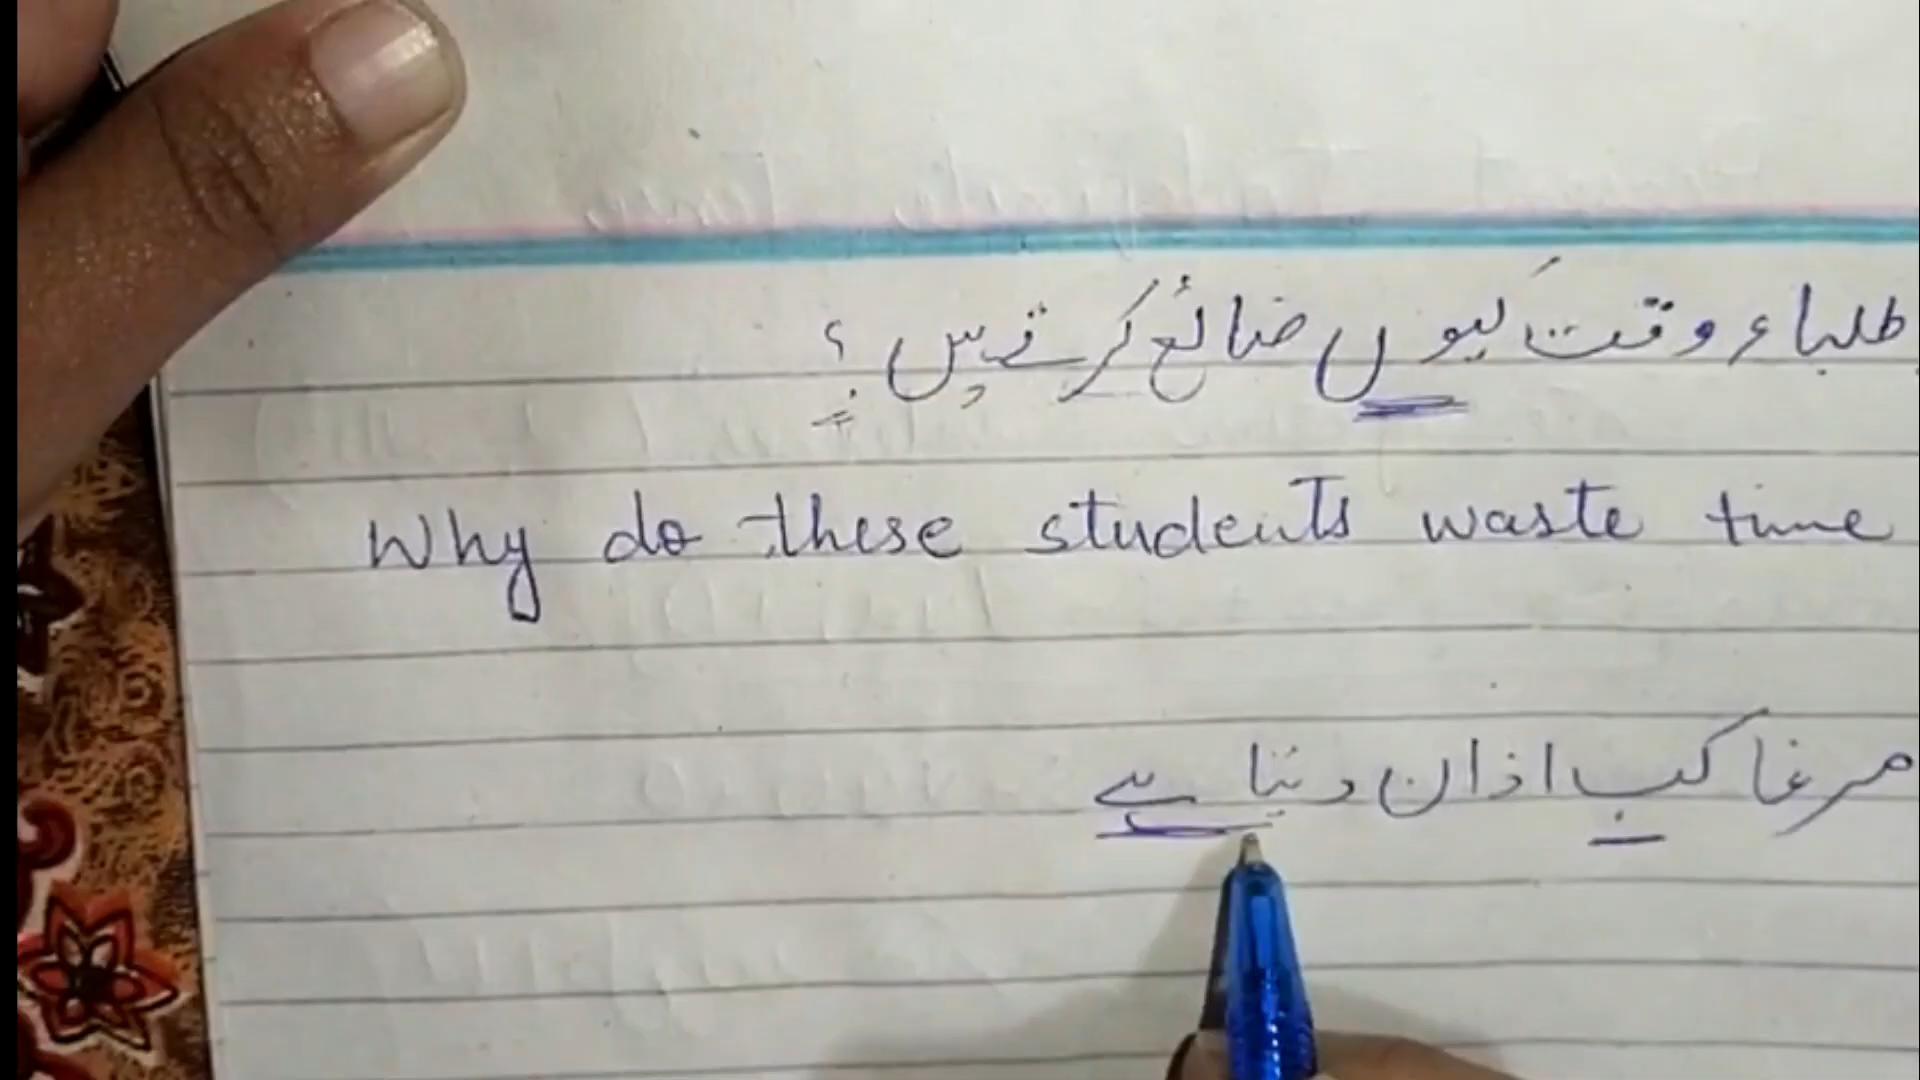 طلباء وقت کیوں ضائع کرتے ہیں؟
Why do these students waste time
مرغا کب اذان دیتا ہے